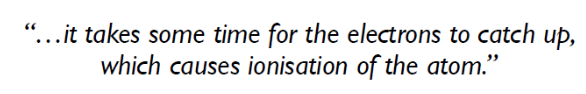 “…it takes some time for the electrons to catch up,
which causes ionisation of the atom.”